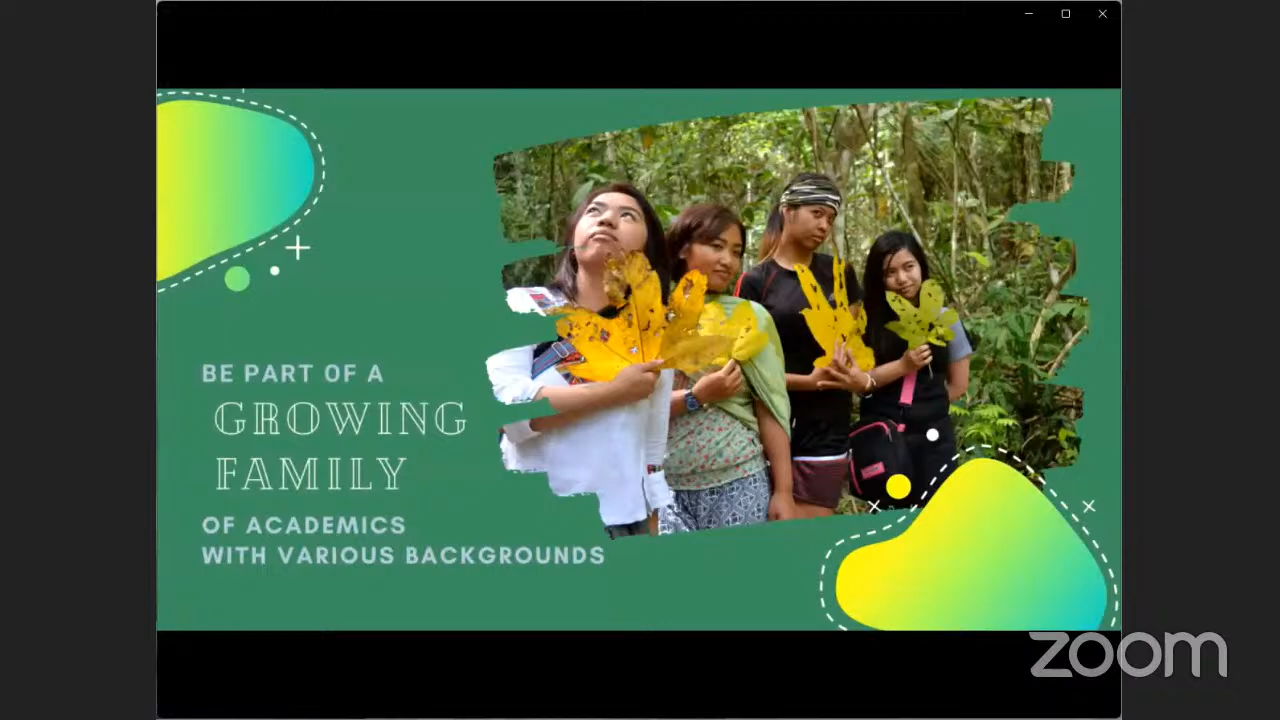 BE PART OF A
GROWING
FAMILY
OF ACADEMICS
WITH VARIOUS BACKGROUNDS
zoom